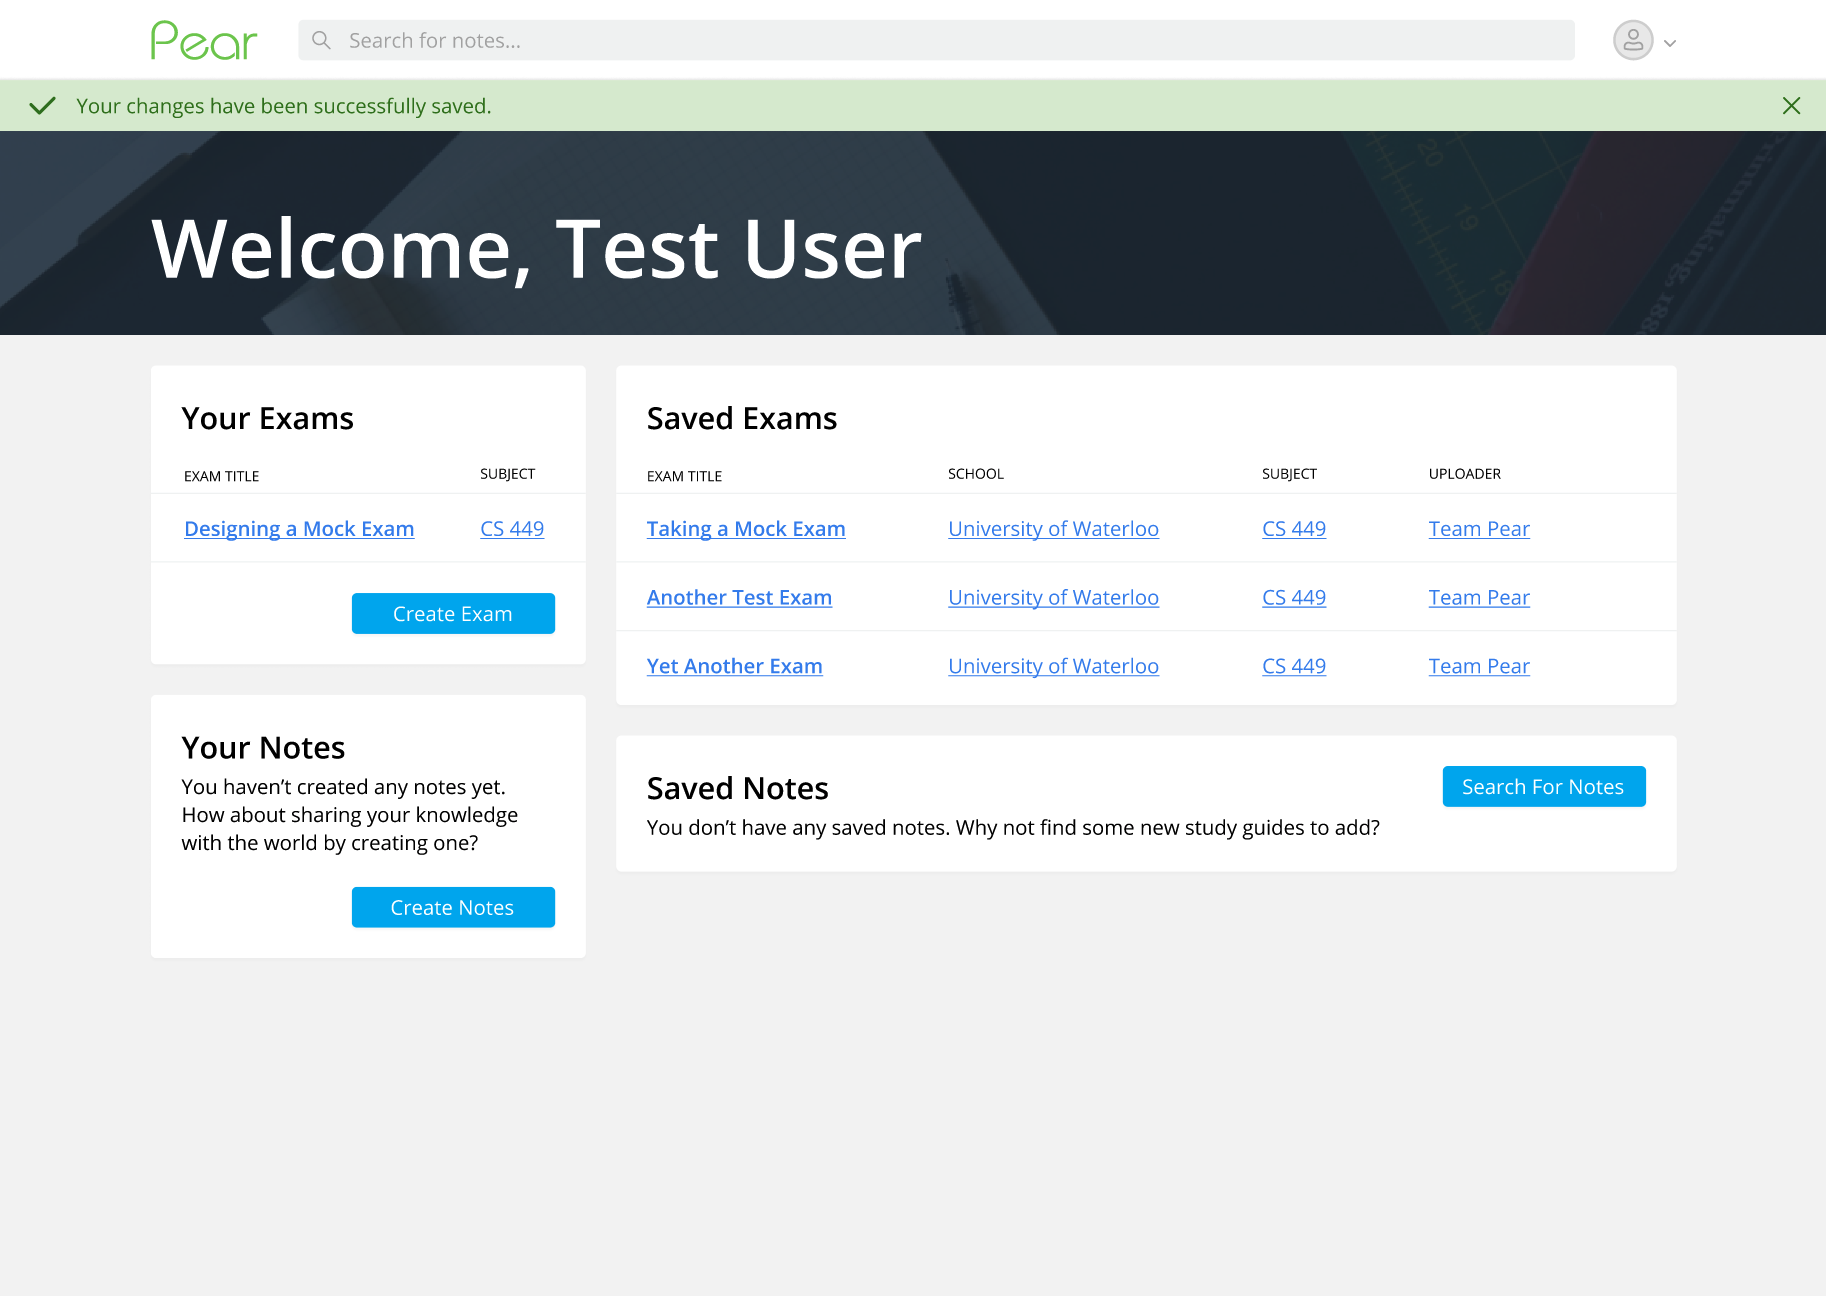 Pear
Search for notes...
Your changes have been successfully saved.
20
19
18
Printmaking & 188
Welcome, Test User
Your Exams
EXAM TITLE SUBJECT
Designing a Mock Exam CS 449
Create Exam
Your Notes
You haven’t created any notes yet.
How about sharing your knowledge
with the world by creating one?
Create Notes
Saved Exams
EXAM TITLE SCHOOL SUBJECT UPLOADER
Taking a Mock Exam University of Waterloo CS 449 Team Pear
Another Test Exam University of Waterloo CS 449 Team Pear
Yet Another Exam University of Waterloo CS 449 Team Pear
Saved Notes
Search For Notes
You don’t have any saved notes. Why not find some new study guides to add?